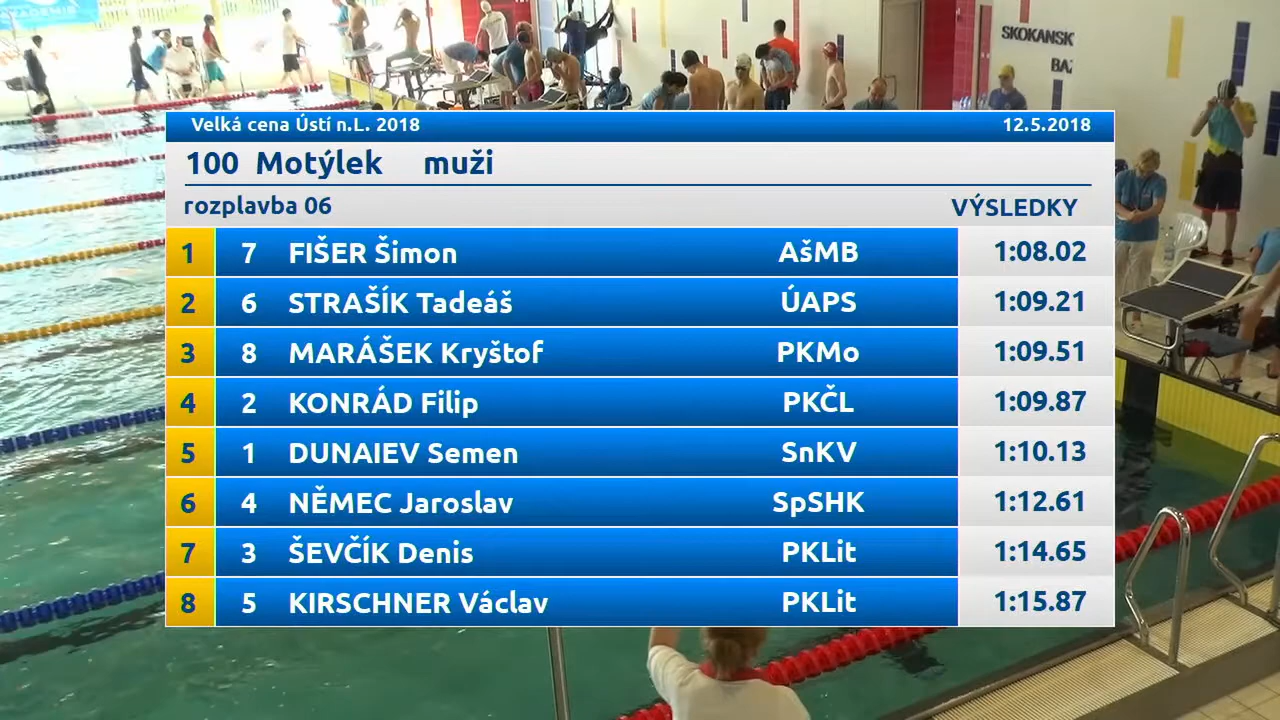 AKADEMIE
SKOKANSK
BAZ
Velká cena Ústí n.L. 2018 12.5.2018
100 Motýlek muži
rozplavba 06 VÝSLEDKY
1 7 FIŠER Šimon AšMB 1:08.02
2 6 STRAŠÍK Tadeáš ÚAPS 1:09.21
3 8 MARÁŠEK Kryštof PKMo 1:09.51
4 2 KONRÁD Filip PKČL 1:09.87
5 1 DUNAIEV Semen SnKV 1:10.13
6 4 NĚMEC Jaroslav SpSHK 1:12.61
7 3 ŠEVČÍK Denis PKLit 1:14.65
8 5 KIRSCHNER Václav PKLit 1:15.87